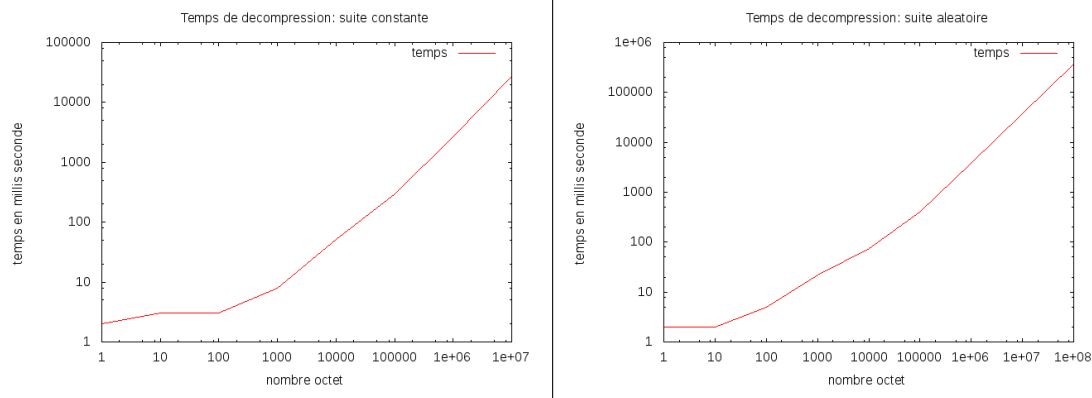 Temps de decompression: suite constante
temps
100000
10000
1000
100
10
1
1 10 100 1000 10000 100000 1e+06 1e+07
temps en millis seconde
nombre octet
Temps de decompression: suite aleatoire
temps
1e+06
100000
10000
1000
100
10
1
1 10 100 1000 10000 100000 1e+06 1e+07 1e+08
temps en millis seconde
nombre octet